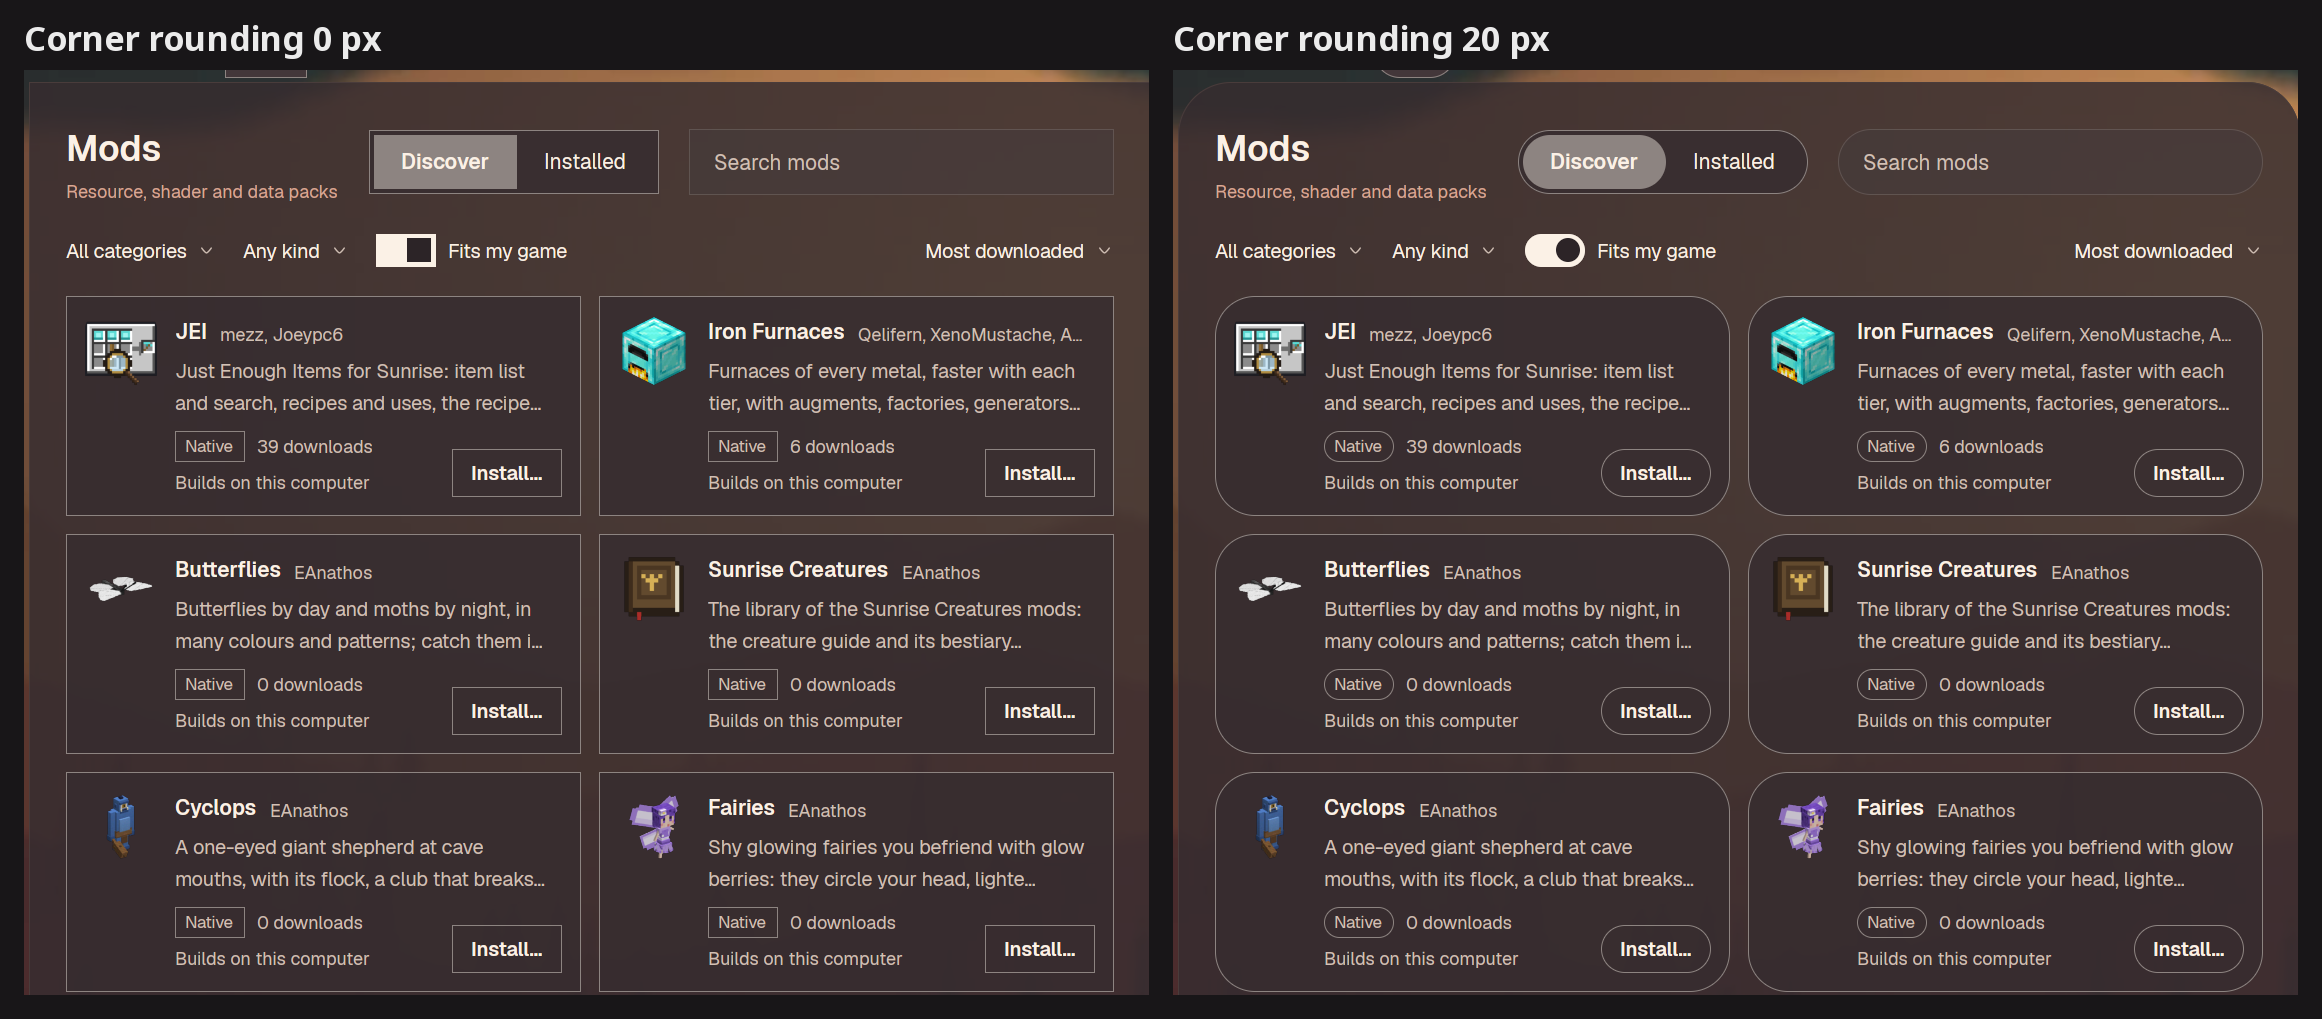 Corner rounding 0 px
Mods
Resource, shader and data packs
Discover
Installed
Search mods
All categories
Any kind
Fits my game
Most downloaded
JEI mezz, Joeypc6
Just Enough Items for Sunrise: item list
and search, recipes and uses, the recipe...
Native 39 downloads
Builds on this computer
Install...
Iron Furnaces Qelifern, XenoMustache, A...
Furnaces of every metal, faster with each
tier, with augments, factories, generators...
Native 6 downloads
Builds on this computer
Install...
Butterflies EAnathos
Butterflies by day and moths by night, in
many colours and patterns; catch them i...
Native 0 downloads
Builds on this computer
Install...
Sunrise Creatures EAnathos
The library of the Sunrise Creatures mods:
the creature guide and its bestiary...
Native 0 downloads
Builds on this computer
Install...
Cyclops EAnathos
A one-eyed giant shepherd at cave
mouths, with its flock, a club that breaks...
Native 0 downloads
Builds on this computer
Install...
Fairies EAnathos
Shy glowing fairies you befriend with glow
berries: they circle your head, lighte...
Native 0 downloads
Builds on this computer
Install...
Corner rounding 20 px
Mods
Resource, shader and data packs
Discover
Installed
Search mods
All categories
Any kind
Fits my game
Most downloaded
JEI mezz, Joeypc6
Just Enough Items for Sunrise: item list
and search, recipes and uses, the recipe...
Native 39 downloads
Builds on this computer
Install...
Iron Furnaces Qelifern, XenoMustache, A...
Furnaces of every metal, faster with each
tier, with augments, factories, generators...
Native 6 downloads
Builds on this computer
Install...
Butterflies EAnathos
Butterflies by day and moths by night, in
many colours and patterns; catch them i...
Native 0 downloads
Builds on this computer
Install...
Sunrise Creatures EAnathos
The library of the Sunrise Creatures mods:
the creature guide and its bestiary...
Native 0 downloads
Builds on this computer
Install...
Cyclops EAnathos
A one-eyed giant shepherd at cave
mouths, with its flock, a club that breaks...
Native 0 downloads
Builds on this computer
Install...
Fairies EAnathos
Shy glowing fairies you befriend with glow
berries: they circle your head, lighte...
Native 0 downloads
Builds on this computer
Install...